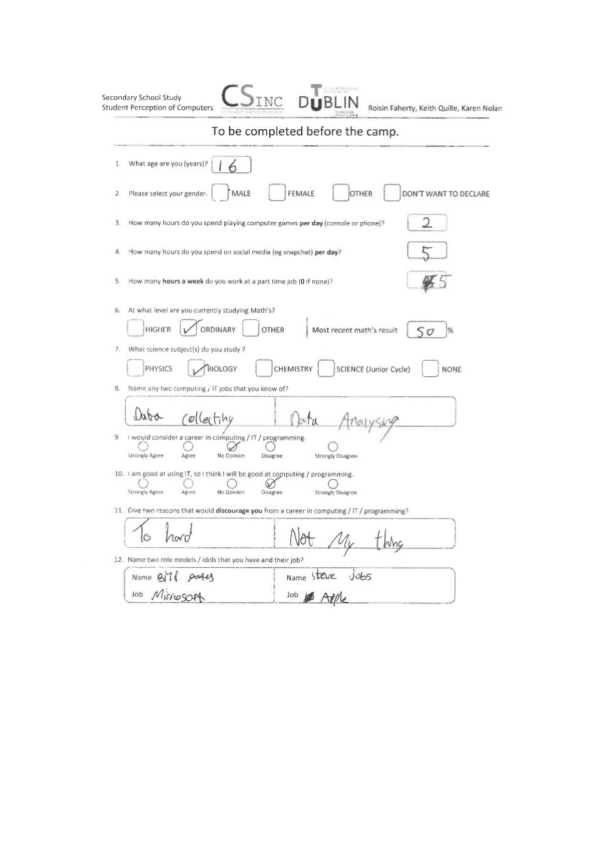 Secondary School Study
Student Perception of Computers
CSINC
DUBLIN
Roisin Faherty, Keith Quille, Karen Nolan
To be completed before the camp.
1. What age are you (years)? 16
2. Please select your gender. MALE FEMALE OTHER DON'T WANT TO DECLARE
3. How many hours do you spend playing computer games per day (console or phone)? 2
4. How many hours do you spend on social media (eg snapchat) per day? 5
5. How many hours a week do you work at a part time job (0 if none)? 5
6. At what level are you currently studying Math's?
HIGHER ORDINARY OTHER Most recent math's result 50 %
7. What science subject(s) do you study ?
PHYSICS BIOLOGY CHEMISTRY SCIENCE (Junior Cycle) NONE
8. Name any two computing / IT jobs that you know of?
Data collecting Data Analysing
9. I would consider a career in computing / IT / programming.
Strongly Agree Agree No Opinion Disagree Strongly Disagree
10. I am good at using IT, so I think I will be good at computing / programming.
Strongly Agree Agree No Opinion Disagree Strongly Disagree
11. Give two reasons that would discourage you from a career in computing / IT / programming?
To hard Not My thing
12. Name two role models / idols that you have and their job?
Name Bill gates Name steve jobs
Job Microsoft Job Apple